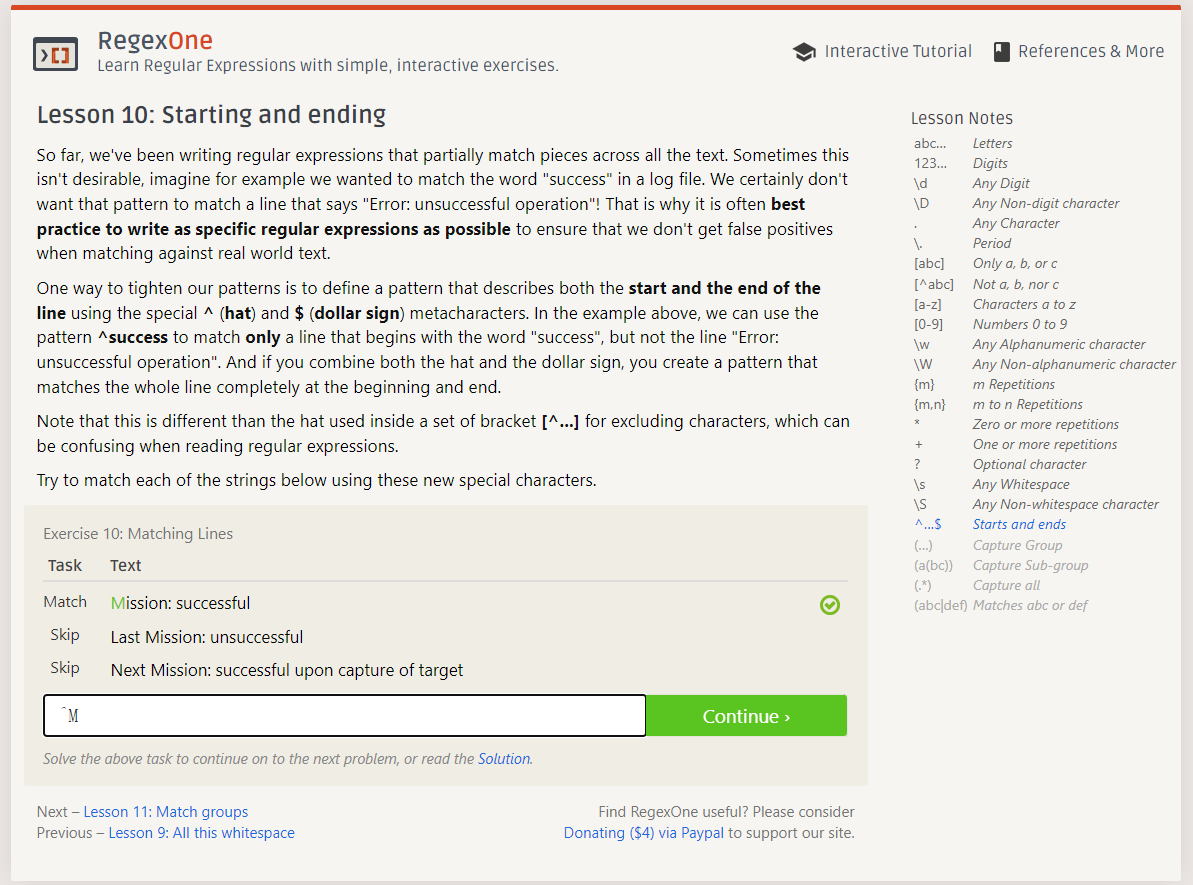 RegexOne
Learn Regular Expressions with simple, interactive exercises.
Interactive Tutorial
References & More
Lesson 10: Starting and ending
So far, we've been writing regular expressions that partially match pieces across all the text. Sometimes this
isn't desirable, imagine for example we wanted to match the word "success" in a log file. We certainly don't
want that pattern to match a line that says "Error: unsuccessful operation"! That is why it is often best
practice to write as specific regular expressions as possible to ensure that we don't get false positives
when matching against real world text.
One way to tighten our patterns is to define a pattern that describes both the start and the end of the
line using the special ^ (hat) and $ (dollar sign) metacharacters. In the example above, we can use the
pattern ^success to match only a line that begins with the word "success", but not the line "Error:
unsuccessful operation". And if you combine both the hat and the dollar sign, you create a pattern that
matches the whole line completely at the beginning and end.
Note that this is different than the hat used inside a set of bracket [^...] for excluding characters, which can
be confusing when reading regular expressions.
Try to match each of the strings below using these new special characters.
Exercise 10: Matching Lines
Task Text
Match Mission: successful
Skip Last Mission: unsuccessful
Skip Next Mission: successful upon capture of target
^M
Continue ›
Solve the above task to continue on to the next problem, or read the Solution.
Next – Lesson 11: Match groups
Previous – Lesson 9: All this whitespace
Find RegexOne useful? Please consider
Donating ($4) via Paypal to support our site.
Lesson Notes
abc... Letters
123... Digits
\d Any Digit
\D Any Non-digit character
. Any Character
\. Period
[abc] Only a, b, or c
[^abc] Not a, b, nor c
[a-z] Characters a to z
[0-9] Numbers 0 to 9
\w Any Alphanumeric character
\W Any Non-alphanumeric character
{m} m Repetitions
{m,n} m to n Repetitions
* Zero or more repetitions
+ One or more repetitions
? Optional character
\s Any Whitespace
\S Any Non-whitespace character
^...$ Starts and ends
(...) Capture Group
(a(bc)) Capture Sub-group
(.*) Capture all
(abc|def) Matches abc or def